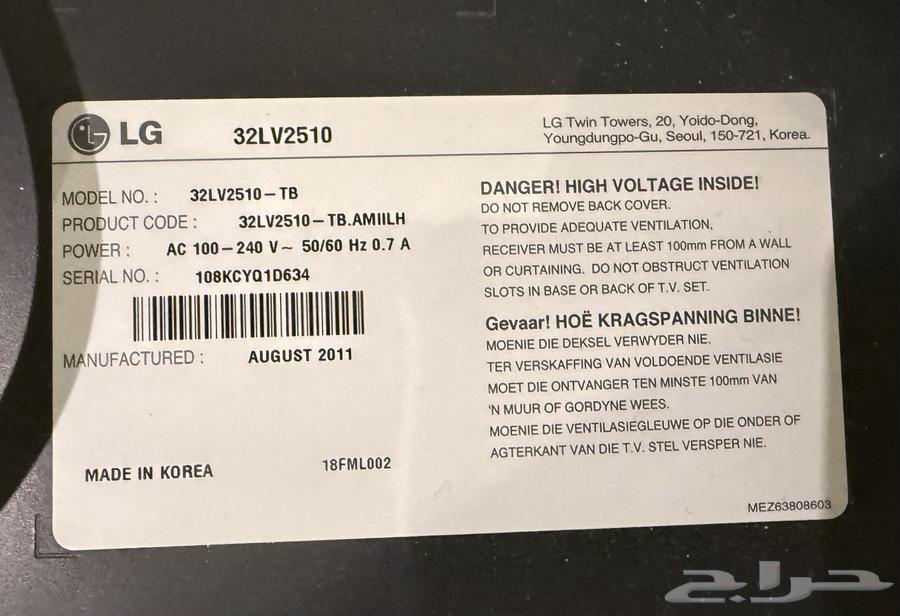 LG 32LV2510
LG Twin Towers, 20, Yoido-Dong,
Youngdungpo-Gu, Seoul, 150-721, Korea.
MODEL NO. : 32LV2510-TB
PRODUCT CODE : 32LV2510-TB.AMIILH
POWER : AC 100-240 V~ 50/60 Hz 0.7 A
SERIAL NO. : 108KCYQ1D634
MANUFACTURED : AUGUST 2011
MADE IN KOREA 18FML002
DANGER! HIGH VOLTAGE INSIDE!
DO NOT REMOVE BACK COVER.
TO PROVIDE ADEQUATE VENTILATION,
RECEIVER MUST BE AT LEAST 100mm FROM A WALL
OR CURTAINING. DO NOT OBSTRUCT VENTILATION
SLOTS IN BASE OR BACK OF T.V. SET.
Gevaar! HOË KRAGSPANNING BINNE!
MOENIE DIE DEKSEL VERWYDER NIE.
TER VERSKAFFING VAN VOLDOENDE VENTILASIE
MOET DIE ONTVANGER TEN MINSTE 100mm VAN
'N MUUR OF GORDYNE WEES.
MOENIE DIE VENTILASIEGLEUWE OP DIE ONDER OF
AGTERKANT VAN DIE T.V. STEL VERSPER NIE.
MEZ63808603
حراج